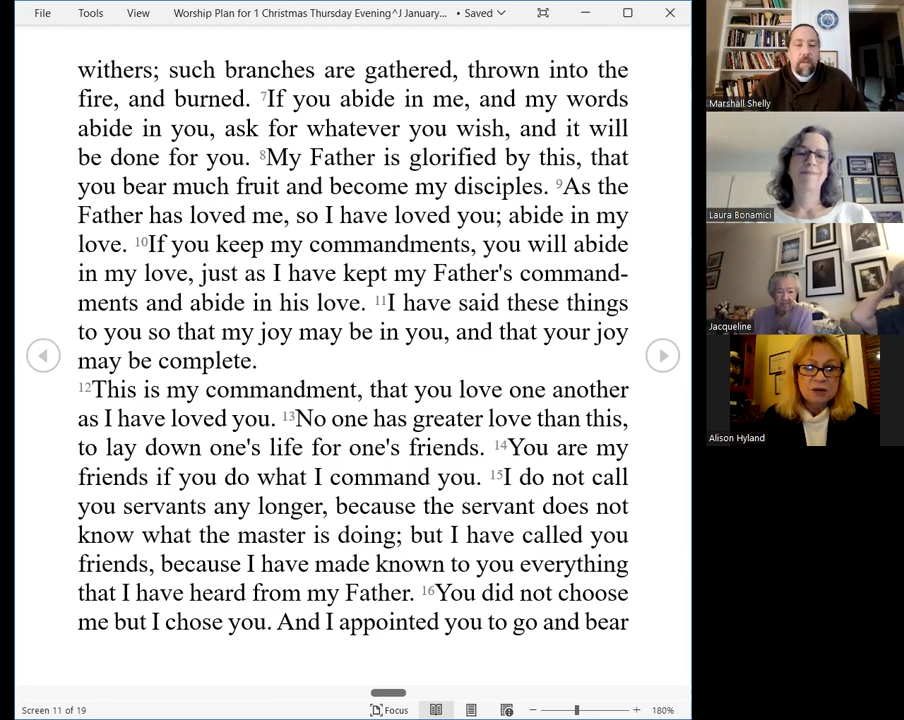 File Tools View Worship Plan for 1 Christmas Thursday Evening^J January... • Saved
withers; such branches are gathered, thrown into the
fire, and burned. 7If you abide in me, and my words
abide in you, ask for whatever you wish, and it will
be done for you. 8My Father is glorified by this, that
you bear much fruit and become my disciples. 9As the
Father has loved me, so I have loved you; abide in my
love. 10If you keep my commandments, you will abide
in my love, just as I have kept my Father's command-
ments and abide in his love. 11I have said these things
to you so that my joy may be in you, and that your joy
may be complete.
12This is my commandment, that you love one another
as I have loved you. 13No one has greater love than this,
to lay down one's life for one's friends. 14You are my
friends if you do what I command you. 15I do not call
you servants any longer, because the servant does not
know what the master is doing; but I have called you
friends, because I have made known to you everything
that I have heard from my Father. 16You did not choose
me but I chose you. And I appointed you to go and bear
Screen 11 of 19 Focus 180%
Marshall Shelly
Laura Bonamici
Jacqueline
Alison Hyland